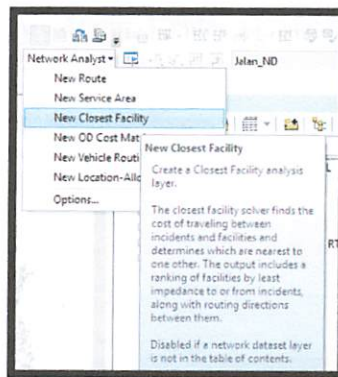 Network Analyst
Jalan_ND
New Route
New Service Area
New Closest Facility
New OD Cost Mat
New Vehicle Routi
New Location-Allo
Options...
New Closest Facility
Create a Closest Facility analysis
layer.
The closest facility solver finds the
cost of traveling between
incidents and facilities and
determines which are nearest to
one other. The output includes a
ranking of facilities by least
impedance to or from incidents,
along with routing directions
between them.
Disabled if a network dataset layer
is not in the table of contents.
RT